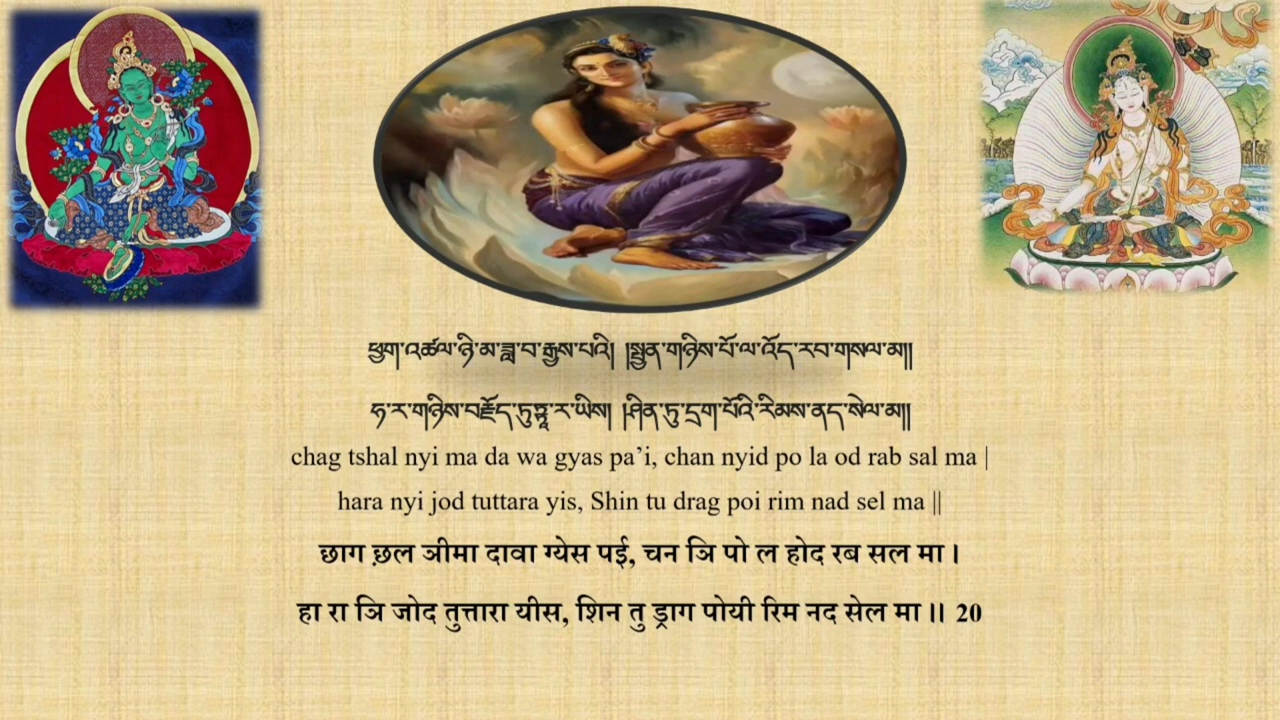 ཕྱག་འཚལ་ཉི་མ་ཟླ་བ་རྒྱས་པའི། །སྤྱན་གཉིས་པོ་ལ་འོད་རབ་གསལ་མ།།
ཧ་ར་གཉིས་བརྗོད་ཏུཏྟཱ་ར་ཡིས། །ཤིན་ཏུ་དྲག་པོའི་རིམས་ནད་སེལ་མ།།
chag tshal nyi ma da wa gyas pa’i, chan nyid po la od rab sal ma |
hara nyi jod tuttara yis, Shin tu drag poi rim nad sel ma ||
छाग छ़ल ञीमा दावा ग्येस पई, चन ञि पो ल होद रब सल मा ।
हा रा ञि जोद तुत्तारा यीस, शिन तु ड्राग पोयी रिम नद सेल मा ।। 20